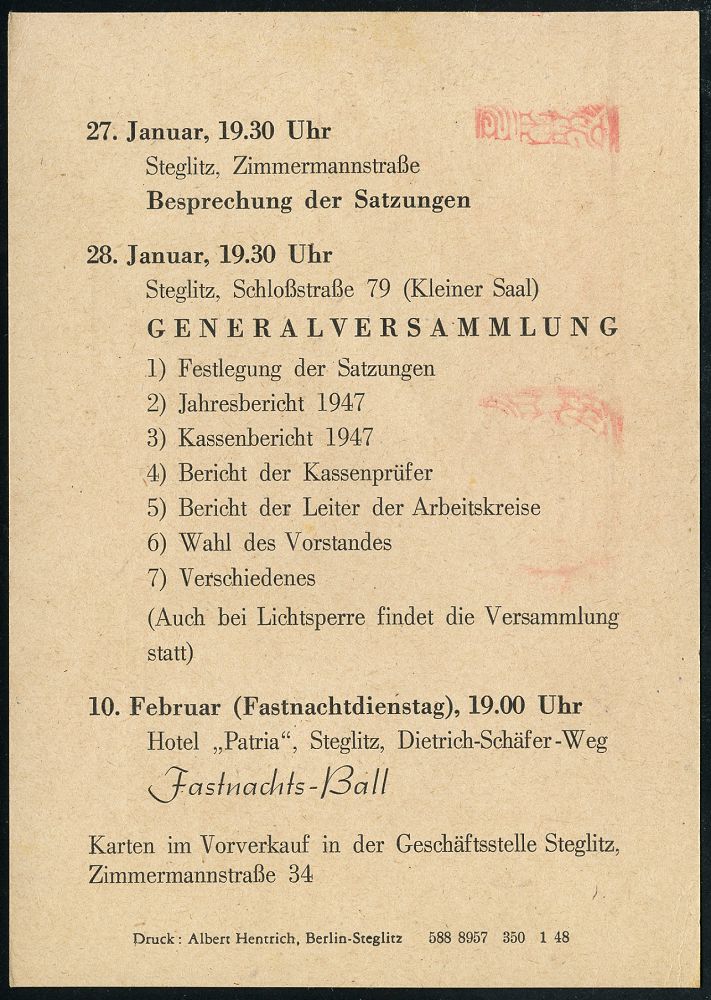 27. Januar, 19.30 Uhr
Steglitz, Zimmermannstraße
Besprechung der Satzungen
28. Januar, 19.30 Uhr
Steglitz, Schloßstraße 79 (Kleiner Saal)
GENERALVERSAMMLUNG
1) Festlegung der Satzungen
2) Jahresbericht 1947
3) Kassenbericht 1947
4) Bericht der Kassenprüfer
5) Bericht der Leiter der Arbeitskreise
6) Wahl des Vorstandes
7) Verschiedenes
(Auch bei Lichtsperre findet die Versammlung
statt)
10. Februar (Fastnachtdienstag), 19.00 Uhr
Hotel „Patria“, Steglitz, Dietrich-Schäfer-Weg
Fastnachts-Ball
Karten im Vorverkauf in der Geschäftsstelle Steglitz,
Zimmermannstraße 34
Druck: Albert Hentrich, Berlin-Steglitz 588 8957 350 1 48